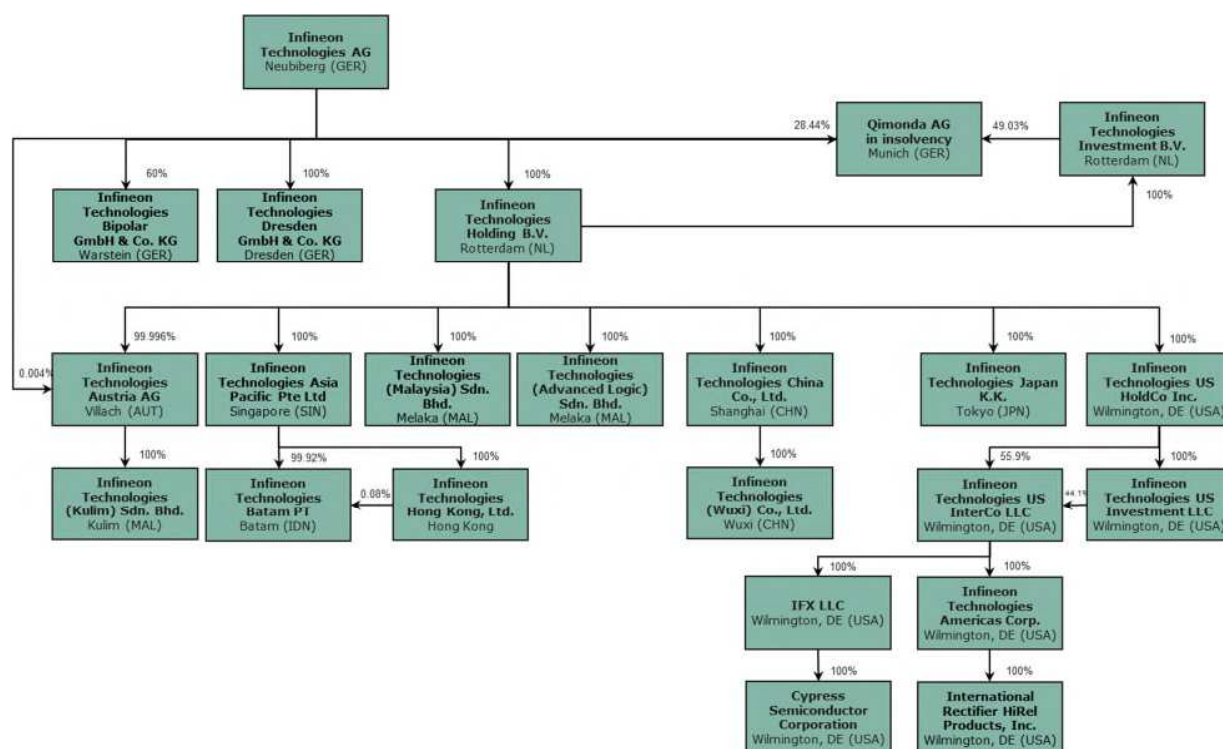 Infineon
Technologies AG
Neubiberg (GER)
28.44%
Qimonda AG
in insolvency
Munich (GER)
49.03%
Infineon
Technologies
Investment B.V.
Rotterdam (NL)
60%
100%
100%
100%
Infineon
Technologies
Bipolar
GmbH & Co. KG
Warstein (GER)
Infineon
Technologies
Dresden
GmbH & Co. KG
Dresden (GER)
Infineon
Technologies
Holding B.V.
Rotterdam (NL)
99.996%
100%
100%
100%
100%
100%
100%
0.004%
Infineon
Technologies
Austria AG
Villach (AUT)
Infineon
Technologies Asia
Pacific Pte Ltd
Singapore (SIN)
Infineon
Technologies
(Malaysia) Sdn.
Bhd.
Melaka (MAL)
Infineon
Technologies
(Advanced Logic)
Sdn. Bhd.
Melaka (MAL)
Infineon
Technologies China
Co., Ltd.
Shanghai (CHN)
Infineon
Technologies Japan
K.K.
Tokyo (JPN)
Infineon
Technologies US
HoldCo Inc.
Wilmington, DE (USA)
100%
99.92%
100%
100%
55.9%
100%
Infineon
Technologies
(Kulim) Sdn. Bhd.
Kulim (MAL)
Infineon
Technologies
Batam PT
Batam (IDN)
0.08%
Infineon
Technologies
Hong Kong, Ltd.
Hong Kong
Infineon
Technologies
(Wuxi) Co., Ltd.
Wuxi (CHN)
Infineon
Technologies US
InterCo LLC
Wilmington, DE (USA)
44.1%
Infineon
Technologies US
Investment LLC
Wilmington, DE (USA)
100%
100%
IFX LLC
Wilmington, DE (USA)
Infineon
Technologies
Americas Corp.
Wilmington, DE (USA)
100%
100%
Cypress
Semiconductor
Corporation
Wilmington, DE (USA)
International
Rectifier HiRel
Products, Inc.
Wilmington, DE (USA)